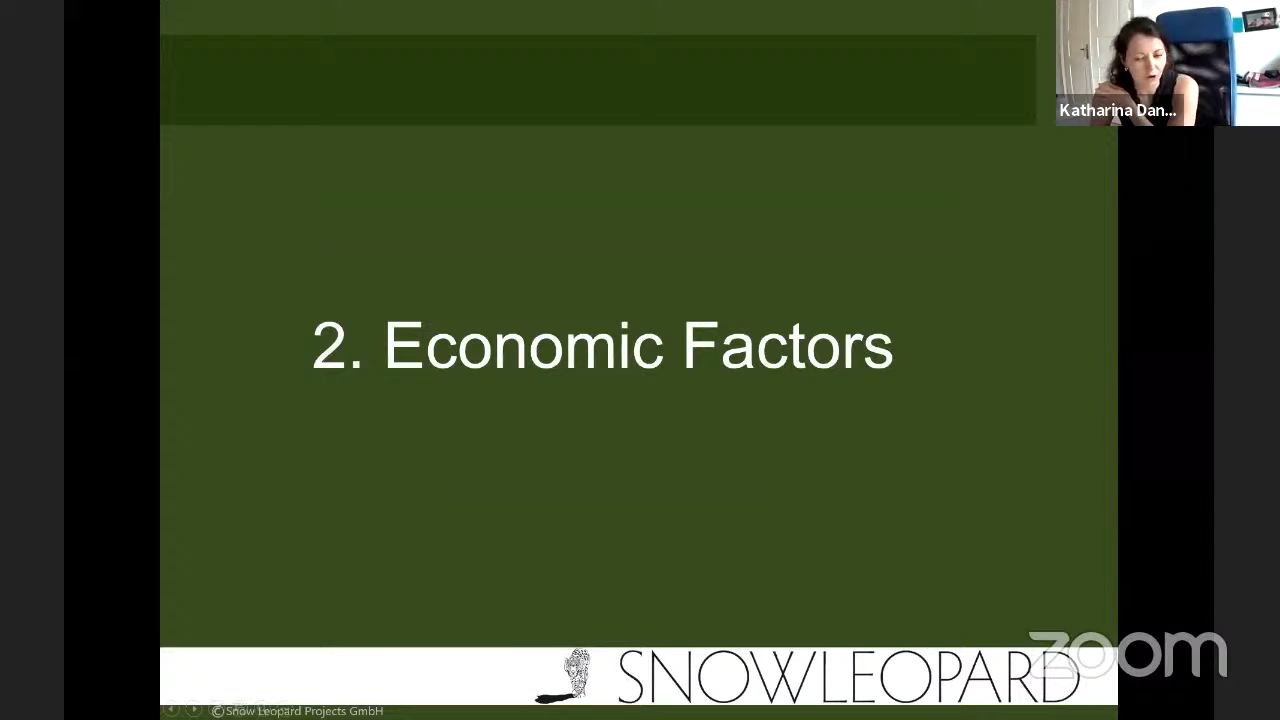 Katharina Dan...
2. Economic Factors
SNOWLEOPARD
zoom
©Snow Leopard Projects GmbH